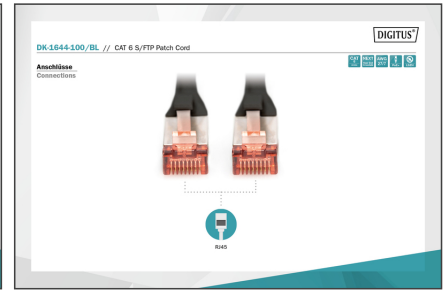 DIGITUS®
DK-1644-100/BL // CAT 6 S/FTP Patch Cord
Anschlüsse
Connections
RJ45